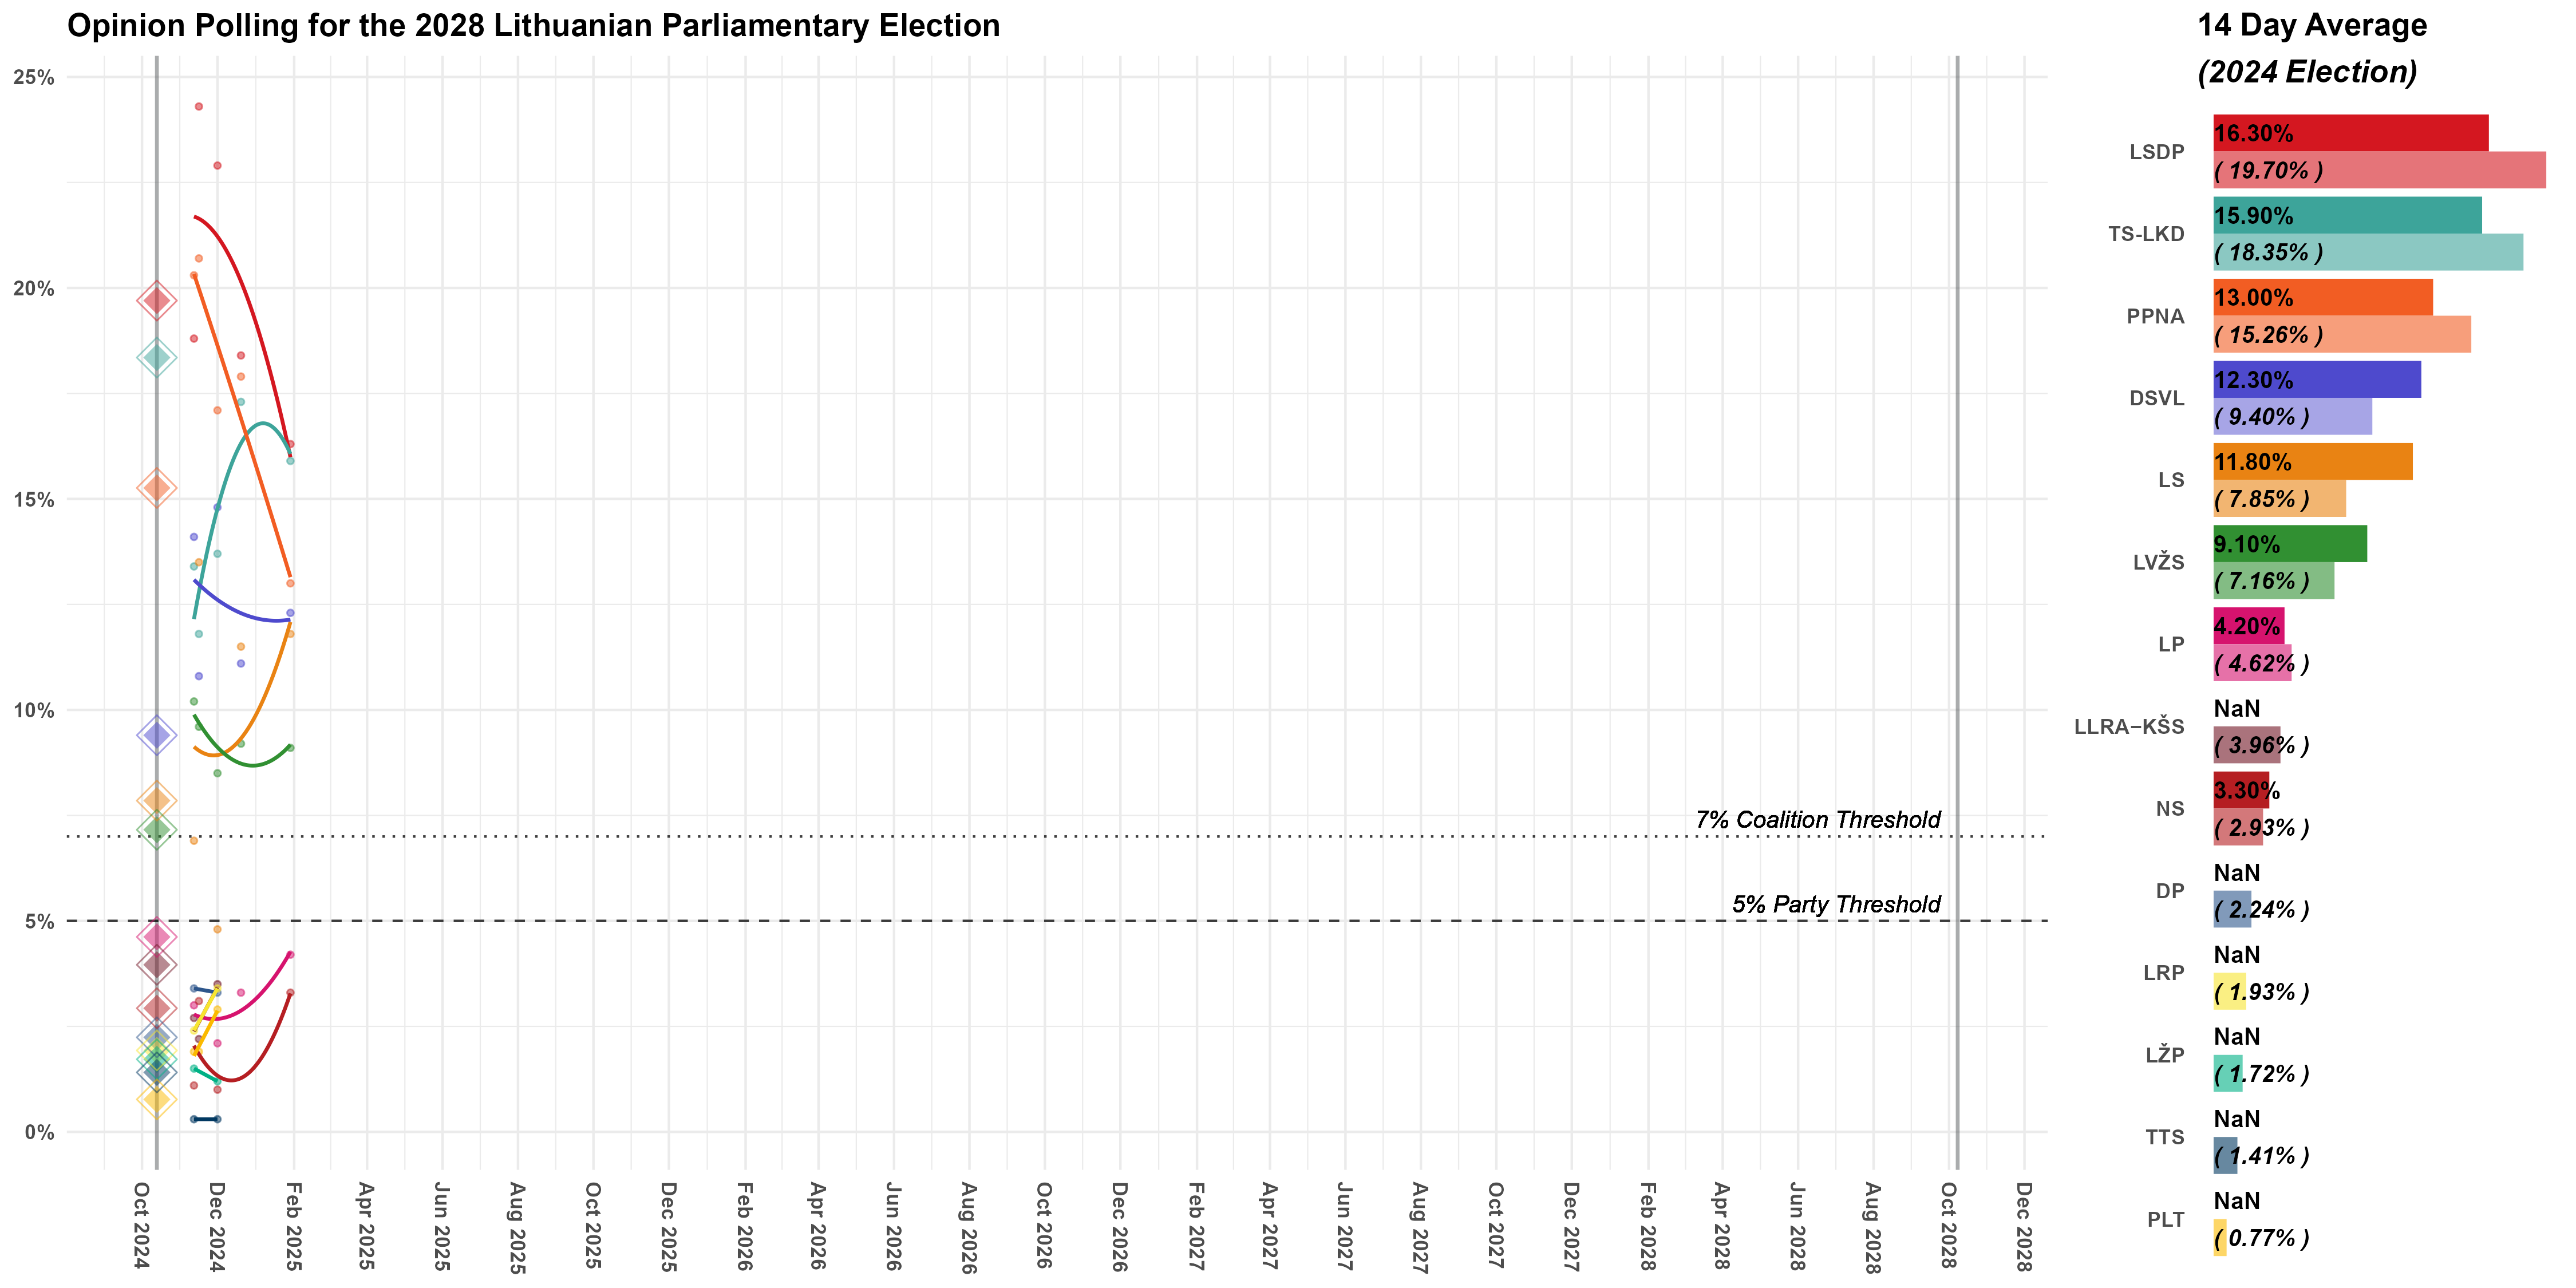 Opinion Polling for the 2028 Lithuanian Parliamentary Election
25%
20%
15%
10%
5%
0%
7% Coalition Threshold
5% Party Threshold
Oct 2024
Dec 2024
Feb 2025
Apr 2025
Jun 2025
Aug 2025
Oct 2025
Dec 2025
Feb 2026
Apr 2026
Jun 2026
Aug 2026
Oct 2026
Dec 2026
Feb 2027
Apr 2027
Jun 2027
Aug 2027
Oct 2027
Dec 2027
Feb 2028
Apr 2028
Jun 2028
Aug 2028
Oct 2028
Dec 2028
14 Day Average
(2024 Election)
LSDP
16.30%
( 19.70% )
TS-LKD
15.90%
( 18.35% )
PPNA
13.00%
( 15.26% )
DSVL
12.30%
( 9.40% )
LS
11.80%
( 7.85% )
LVŽS
9.10%
( 7.16% )
LP
4.20%
( 4.62% )
LLRA−KŠS
NaN
( 3.96% )
NS
3.30%
( 2.93% )
DP
NaN
( 2.24% )
LRP
NaN
( 1.93% )
LŽP
NaN
( 1.72% )
TTS
NaN
( 1.41% )
PLT
NaN
( 0.77% )